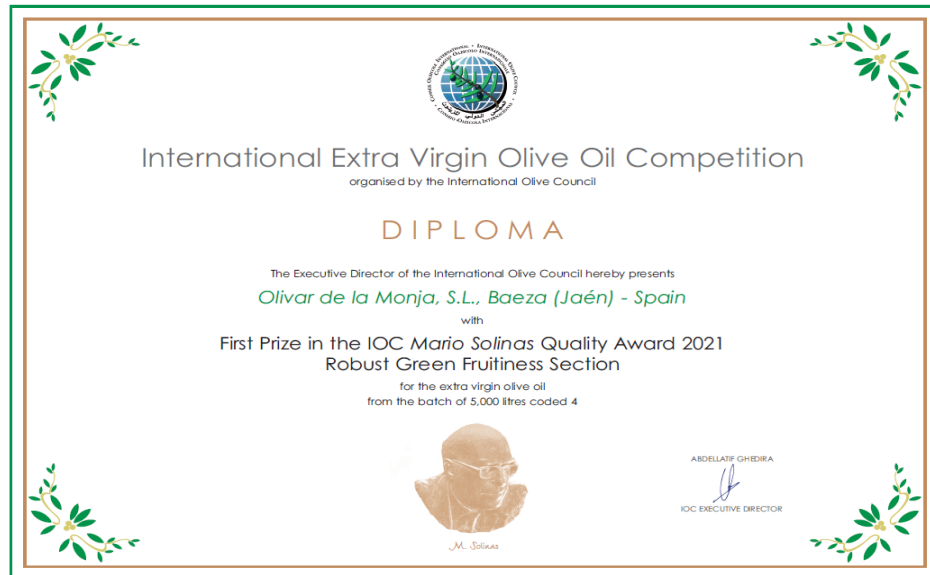 International Extra Virgin Olive Oil Competition
organised by the International Olive Council
DIPLOMA
The Executive Director of the International Olive Council hereby presents
Olivar de la Monja, S.L., Baeza (Jaén) - Spain
with
First Prize in the IOC Mario Solinas Quality Award 2021
Robust Green Fruitiness Section
for the extra virgin olive oil
from the batch of 5,000 litres coded 4
M. Solinas
ABDELLATIF GHEDIRA
IOC EXECUTIVE DIRECTOR